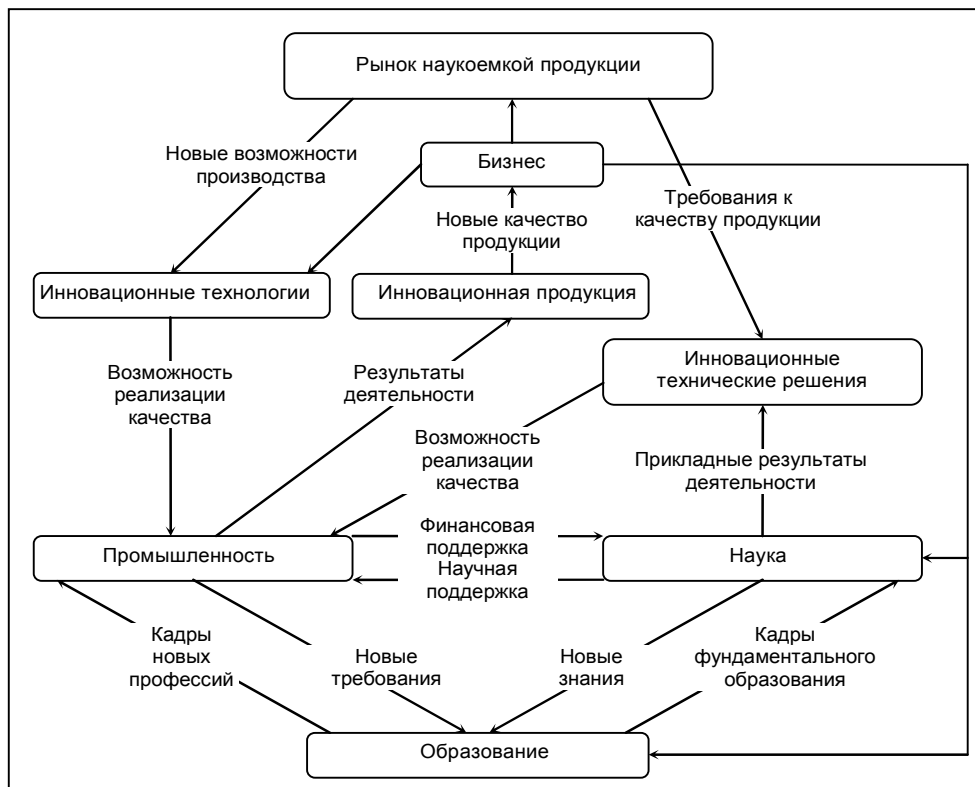 Рынок наукоемкой продукции
Новые возможности
производства
Бизнес
Требования к
качеству продукции
Новые качество
продукции
Инновационные технологии
Инновационная продукция
Инновационные
технические решения
Возможность
реализации
качества
Результаты
деятельности
Возможность
реализации
качества
Прикладные результаты
деятельности
Промышленность
Финансовая
поддержка
Научная
поддержка
Наука
Кадры
новых
профессий
Новые
требования
Новые
знания
Кадры
фундаментального
образования
Образование